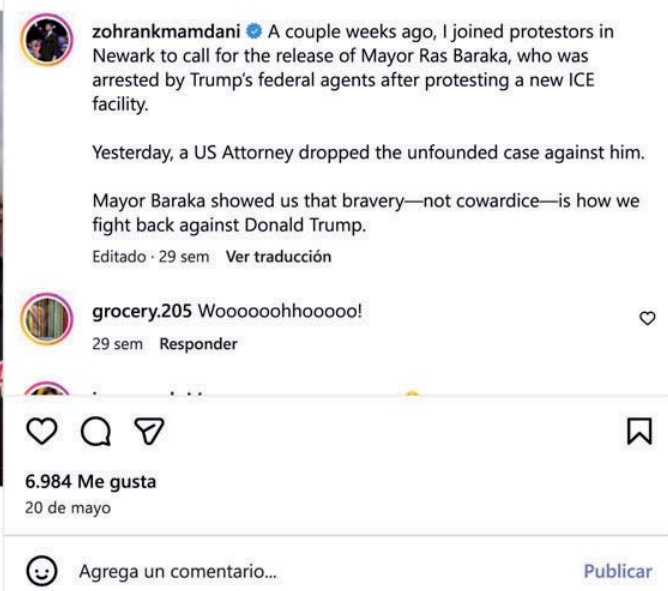 zohrankmamdani A couple weeks ago, I joined protestors in
Newark to call for the release of Mayor Ras Baraka, who was
arrested by Trump's federal agents after protesting a new ICE
facility.
Yesterday, a US Attorney dropped the unfounded case against him.
Mayor Baraka showed us that bravery—not cowardice—is how we
fight back against Donald Trump.
Editado · 29 sem Ver traducción
grocery.205 Woooooohhooooo!
29 sem Responder
6.984 Me gusta
20 de mayo
Agrega un comentario... Publicar